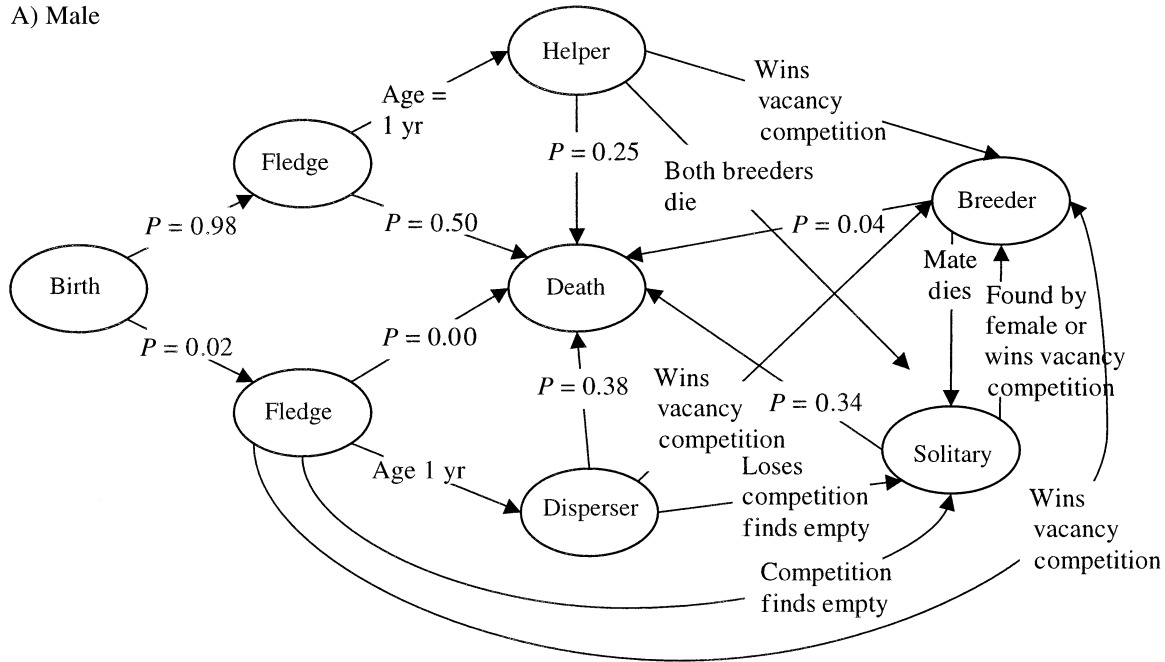 A) Male
Helper
Wins
vacancy
competition
Age =
1 yr
Fledge
P = 0.25
Both breeders
die
Breeder
P = 0.98
P = 0.50
P = 0.04
Birth
Death
Mate
dies
Found by
female or
wins vacancy
competition
P = 0.02
P = 0.00
P = 0.38
Wins
vacancy
competition
P = 0.34
Fledge
Age 1 yr
Disperser
Loses
competition
finds empty
Solitary
Wins
vacancy
competition
Competition
finds empty